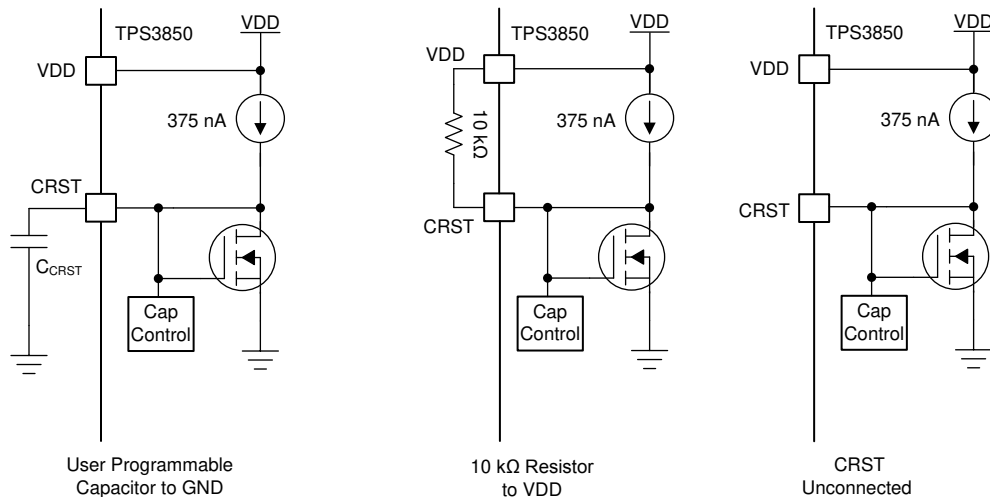 TPS3850
VDD
VDD
375 nA
CRST
CCRST
Cap
Control
User Programmable
Capacitor to GND
TPS3850
VDD
VDD
10 kΩ
375 nA
CRST
Cap
Control
10 kΩ Resistor
to VDD
TPS3850
VDD
VDD
375 nA
CRST
Cap
Control
CRST
Unconnected